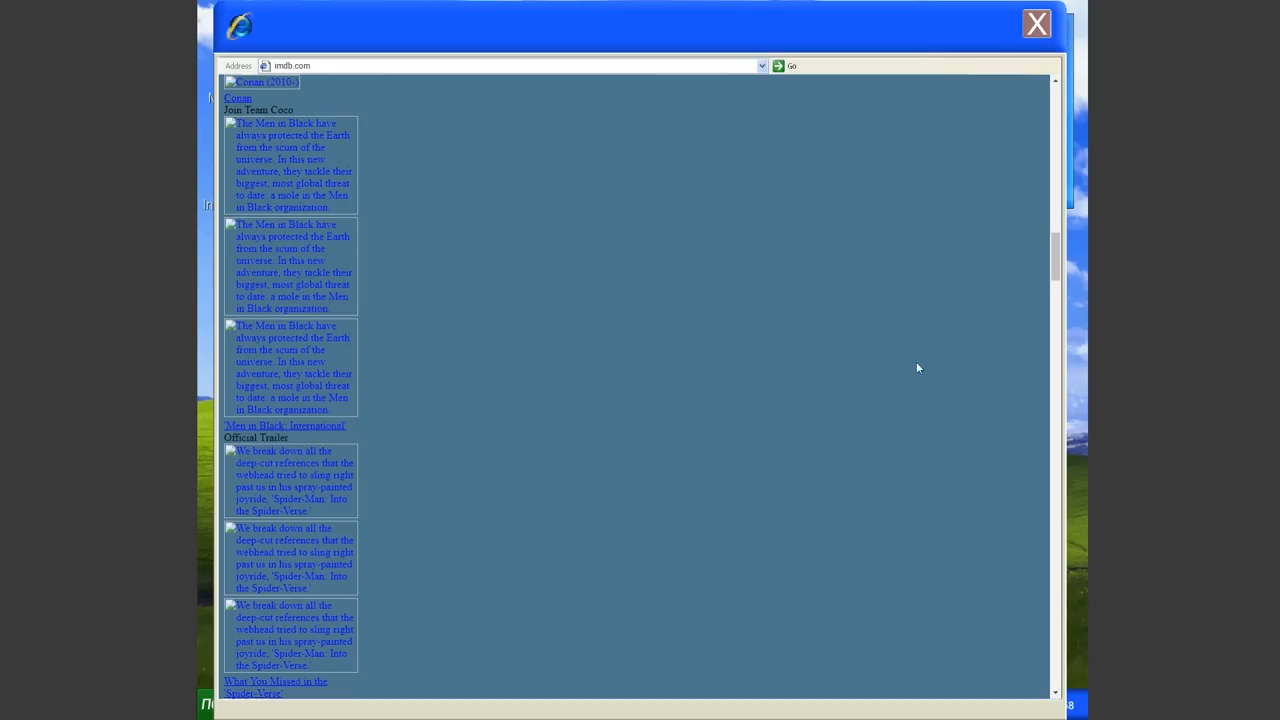 X
Address
imdb.com
Go
Conan (2010-)
Conan
Join Team Coco
The Men in Black have
always protected the Earth
from the scum of the
universe. In this new
adventure, they tackle their
biggest, most global threat
to date: a mole in the Men
in Black organization.
The Men in Black have
always protected the Earth
from the scum of the
universe. In this new
adventure, they tackle their
biggest, most global threat
to date: a mole in the Men
in Black organization.
The Men in Black have
always protected the Earth
from the scum of the
universe. In this new
adventure, they tackle their
biggest, most global threat
to date: a mole in the Men
in Black organization.
'Men in Black: International'
Official Trailer
We break down all the
deep-cut references that the
webhead tried to sling right
past us in his spray-painted
joyride, 'Spider-Man: Into
the Spider-Verse.'
We break down all the
deep-cut references that the
webhead tried to sling right
past us in his spray-painted
joyride, 'Spider-Man: Into
the Spider-Verse.'
We break down all the
deep-cut references that the
webhead tried to sling right
past us in his spray-painted
joyride, 'Spider-Man: Into
the Spider-Verse.'
What You Missed in the
'Spider-Verse'